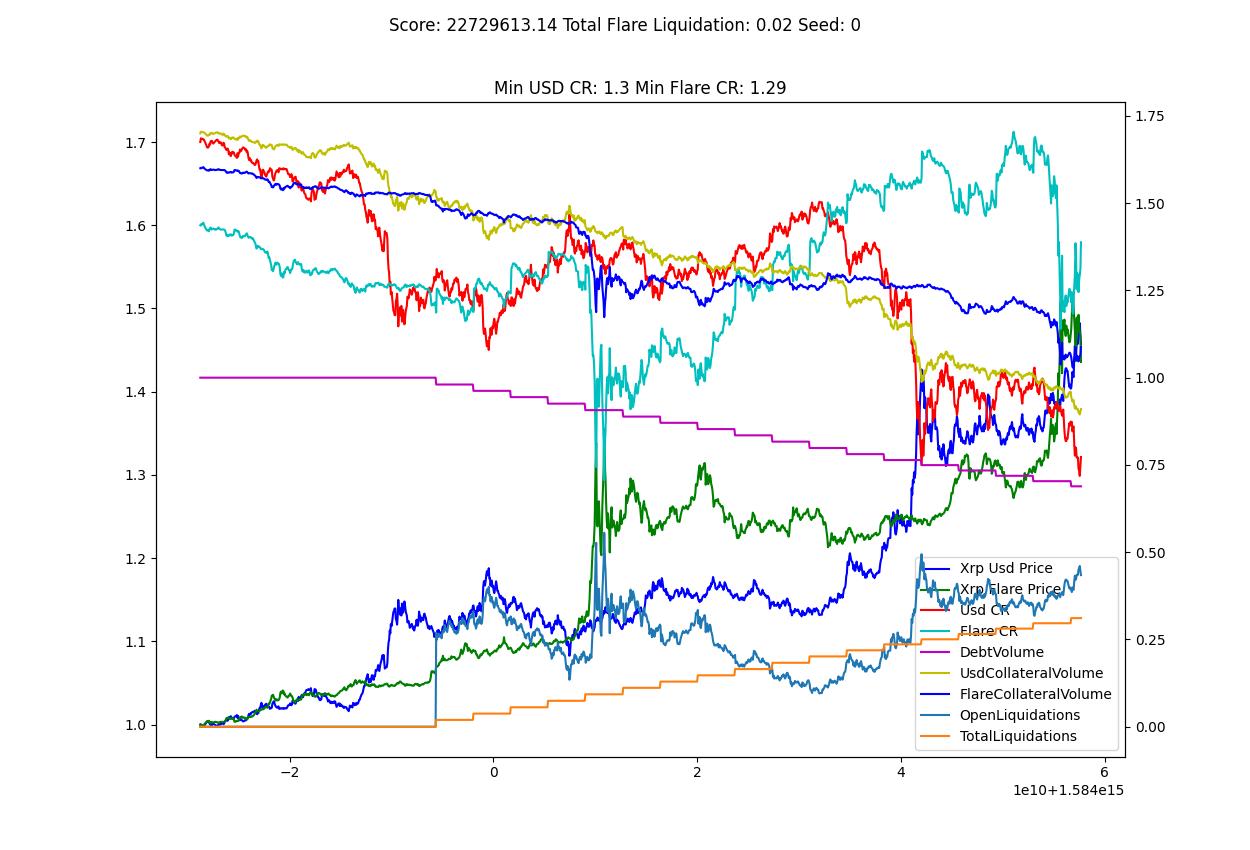 Score: 22729613.14 Total Flare Liquidation: 0.02 Seed: 0
Min USD CR: 1.3 Min Flare CR: 1.29
1.7
1.6
1.5
1.4
1.3
1.2
1.1
1.0
1.75
1.50
1.25
1.00
0.75
0.50
0.25
0.00
Xrp Usd Price
Xrp Flare Price
Usd CR
Flare CR
DebtVolume
UsdCollateralVolume
FlareCollateralVolume
OpenLiquidations
TotalLiquidations
−2 0 2 4 6
1e10+1.584e15